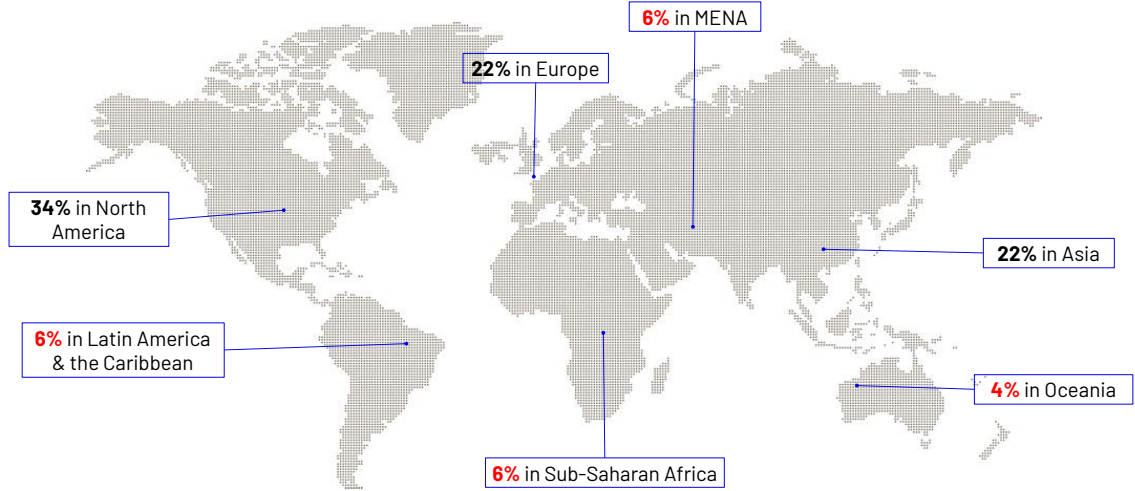 6% in MENA
22% in Europe
34% in North
America
22% in Asia
6% in Latin America
& the Caribbean
4% in Oceania
6% in Sub-Saharan Africa